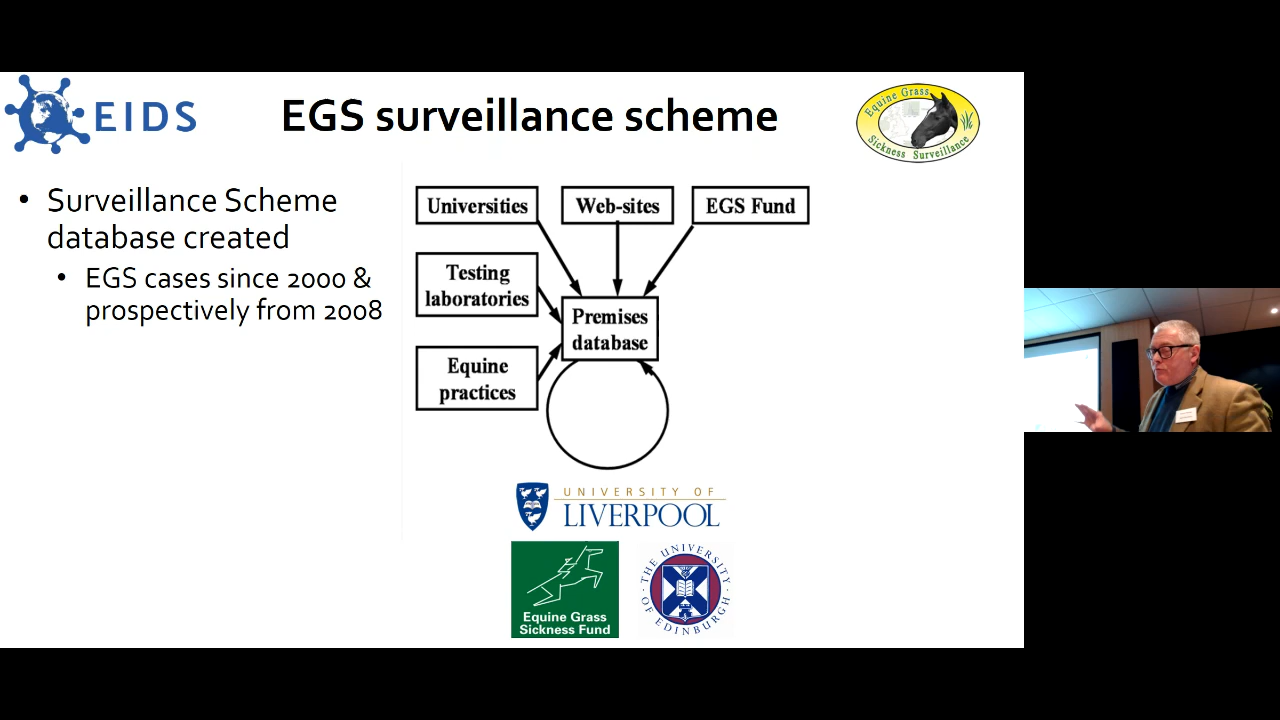 EIDS
EGS surveillance scheme
Equine Grass
Sickness Surveillance
• Surveillance Scheme
database created
• EGS cases since 2000 &
prospectively from 2008
Universities
Web-sites
EGS Fund
Testing
laboratories
Premises
database
Equine
practices
UNIVERSITY OF
LIVERPOOL
Equine Grass
Sickness Fund
THE UNIVERSITY
OF EDINBURGH